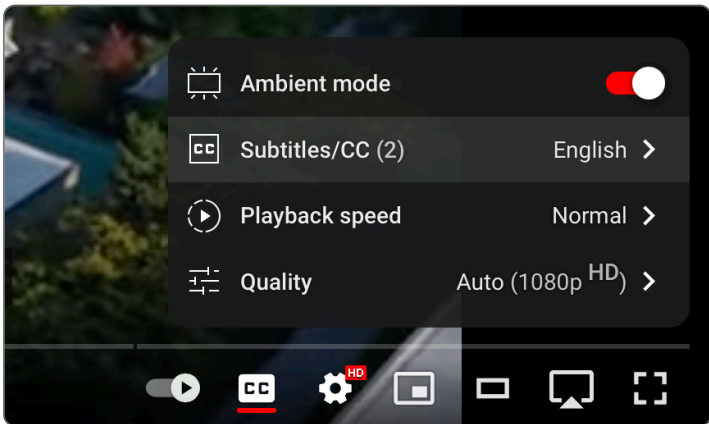 Ambient mode
CC Subtitles/CC (2) English
Playback speed Normal
Quality Auto (1080p HD)
CC HD